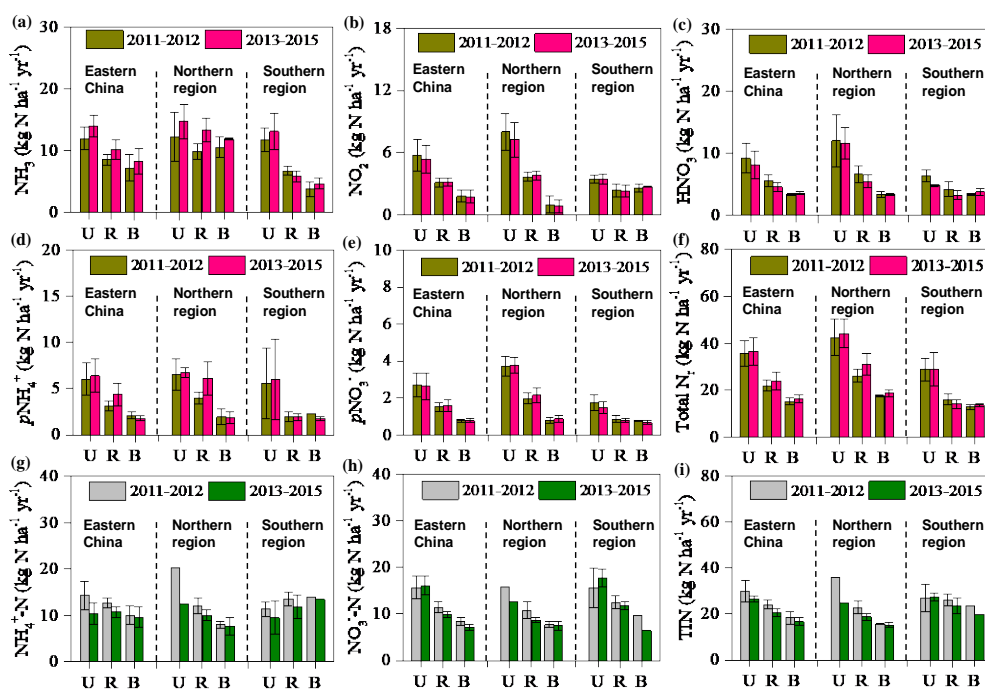 (a)
NH₃ (kg N ha⁻¹ yr⁻¹)
30
20
10
0
2011-2012 2013-2015
Eastern China
Northern region
Southern region
U R B U R B U R B
(b)
NO₂ (kg N ha⁻¹ yr⁻¹)
18
12
6
0
2011-2012 2013-2015
Eastern China
Northern region
Southern region
U R B U R B U R B
(c)
HNO₃ (kg N ha⁻¹ yr⁻¹)
30
20
10
0
2011-2012 2013-2015
Eastern China
Northern region
Southern region
U R B U R B U R B
(d)
pNH₄⁺ (kg N ha⁻¹ yr⁻¹)
20
15
10
5
0
2011-2012 2013-2015
Eastern China
Northern region
Southern region
U R B U R B U R B
(e)
pNO₃⁻ (kg N ha⁻¹ yr⁻¹)
10
8
6
4
2
0
2011-2012 2013-2015
Eastern China
Northern region
Southern region
U R B U R B U R B
(f)
Total Nᵣ (kg N ha⁻¹ yr⁻¹)
80
60
40
20
0
2011-2012 2013-2015
Eastern China
Northern region
Southern region
U R B U R B U R B
(g)
NH₄⁺-N (kg N ha⁻¹ yr⁻¹)
40
30
20
10
0
2011-2012 2013-2015
Eastern China
Northern region
Southern region
U R B U R B U R B
(h)
NO₃⁻-N (kg N ha⁻¹ yr⁻¹)
40
30
20
10
0
2011-2012 2013-2015
Eastern China
Northern region
Southern region
U R B U R B U R B
(i)
TIN (kg N ha⁻¹ yr⁻¹)
80
60
40
20
0
2011-2012 2013-2015
Eastern China
Northern region
Southern region
U R B U R B U R B